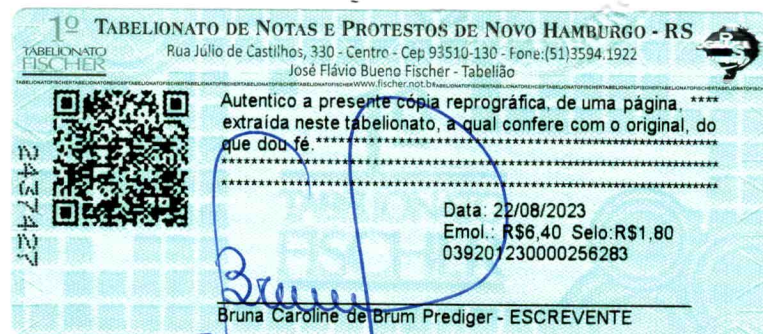 1º TABELIONATO DE NOTAS E PROTESTOS DE NOVO HAMBURGO - RS
TABELIONATO
FISCHER
Rua Júlio de Castilhos, 330 - Centro - Cep 93510-130 - Fone:(51)3594.1922
José Flávio Bueno Fischer - Tabelião
www.fischer.not.br
Autentico a presente cópia reprográfica, de uma página, ****
extraída neste tabelionato, a qual confere com o original, do
que dou fé.
2437427
Data: 22/08/2023
Emol.: R$6,40 Selo:R$1,80
039201230000256283
Bruna Caroline de Brum Prediger - ESCREVENTE